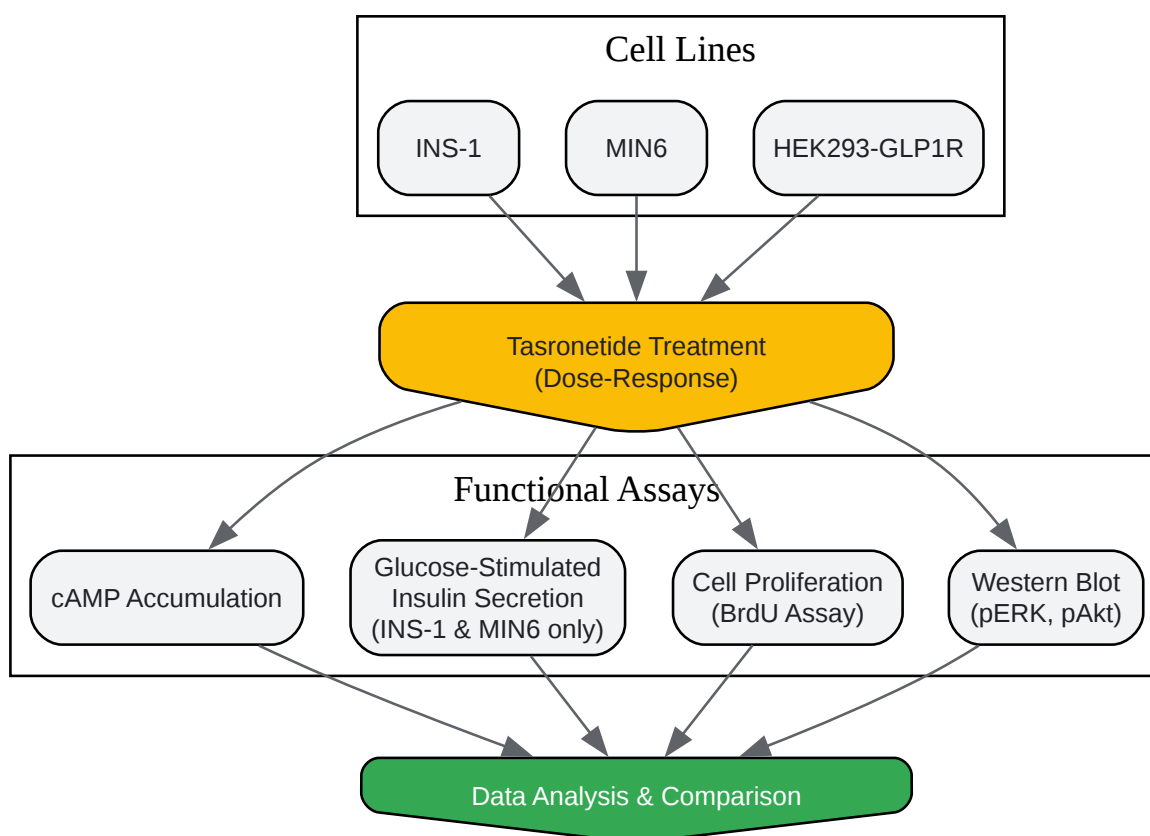 Cell Lines
INS-1
MIN6
HEK293-GLP1R
Tasronetide Treatment
(Dose-Response)
Functional Assays
cAMP Accumulation
Glucose-Stimulated
Insulin Secretion
(INS-1 & MIN6 only)
Cell Proliferation
(BrdU Assay)
Western Blot
(pERK, pAkt)
Data Analysis & Comparison